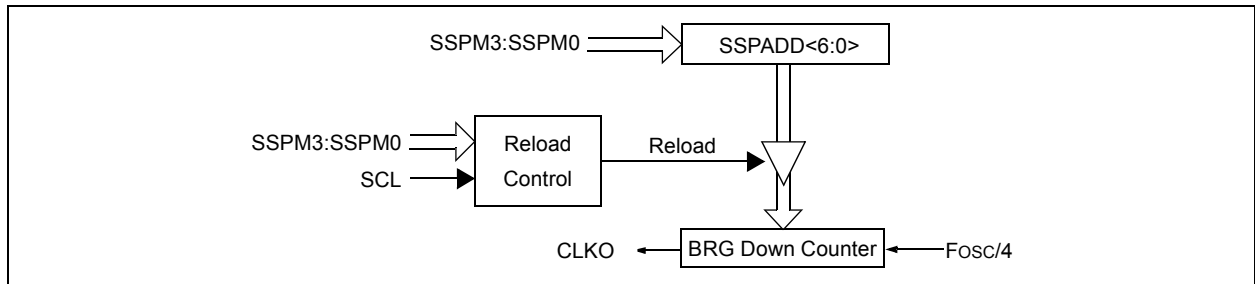 SSPM3:SSPM0
SSPADD<6:0>
SSPM3:SSPM0
SCL
Reload
Control
Reload
CLKO
BRG Down Counter
FOSC/4